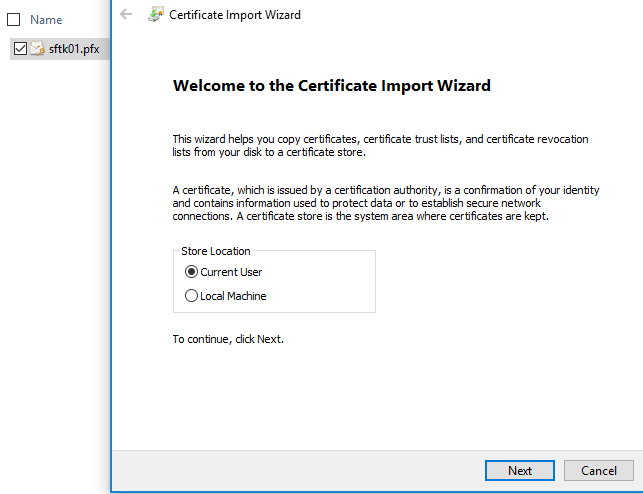 Name
sftk01.pfx
Certificate Import Wizard
Welcome to the Certificate Import Wizard
This wizard helps you copy certificates, certificate trust lists, and certificate revocation
lists from your disk to a certificate store.
A certificate, which is issued by a certification authority, is a confirmation of your identity
and contains information used to protect data or to establish secure network
connections. A certificate store is the system area where certificates are kept.
Store Location
Current User
Local Machine
To continue, click Next.
Next
Cancel